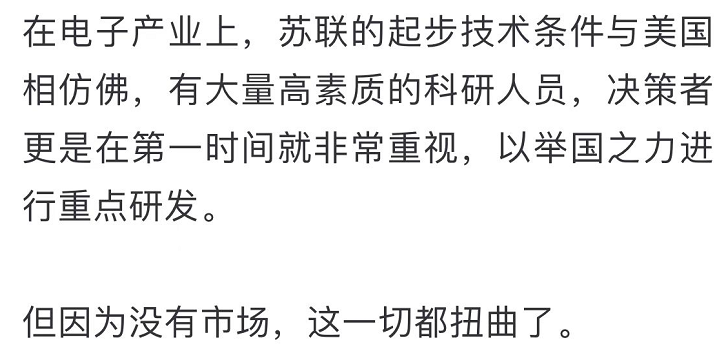 在电子产业上，苏联的起步技术条件与美国
相仿佛，有大量高素质的科研人员，决策者
更是在第一时间就非常重视，以举国之力进
行重点研发。
但因为没有市场，这一切都扭曲了。